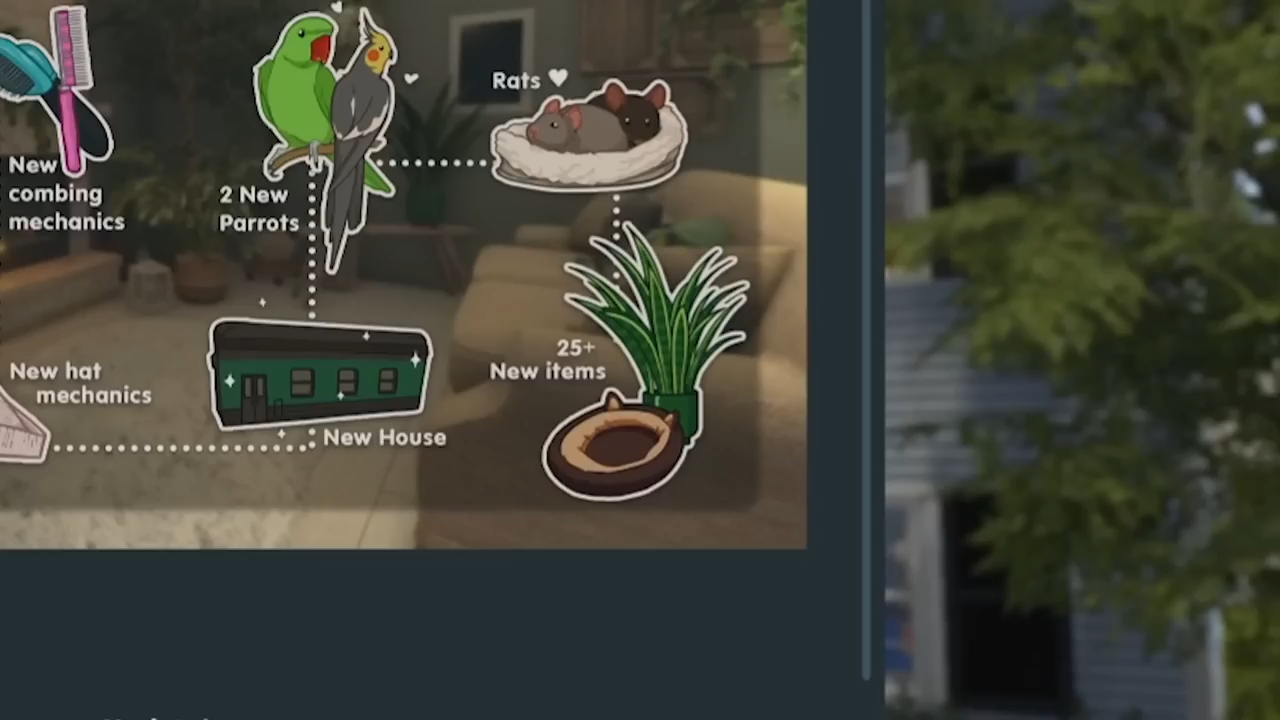 Rats
New
combing
mechanics
2 New
Parrots
25+
New items
New hat
mechanics
New House